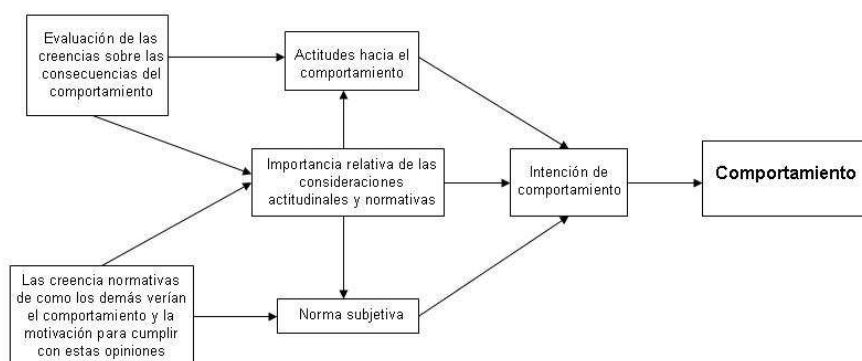 Evaluación de las
creencias sobre las
consecuencias del
comportamiento
Actitudes hacia el
comportamiento
Importancia relativa de las
consideraciones
actitudinales y normativas
Intención de
comportamiento
Comportamiento
Las creencia normativas
de como los demás verían
el comportamiento y la
motivación para cumplir
con estas opiniones
Norma subjetiva